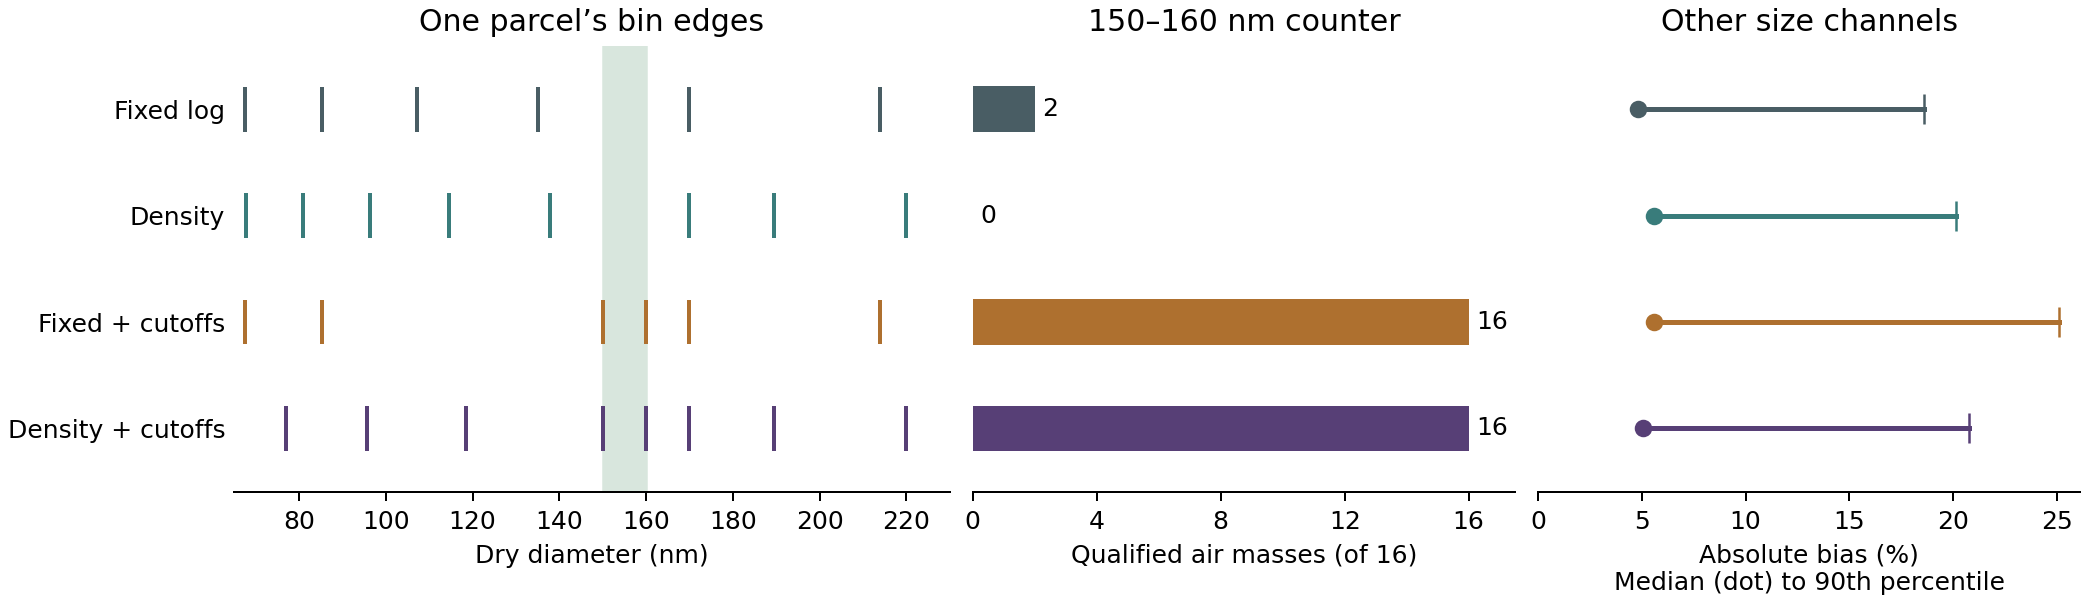 One parcel’s bin edges
150–160 nm counter
Other size channels
Fixed log
Density
Fixed + cutoffs
Density + cutoffs
2
0
16
16
80 100 120 140 160 180 200 220
Dry diameter (nm)
0 4 8 12 16
Qualified air masses (of 16)
0 5 10 15 20 25
Absolute bias (%)
Median (dot) to 90th percentile